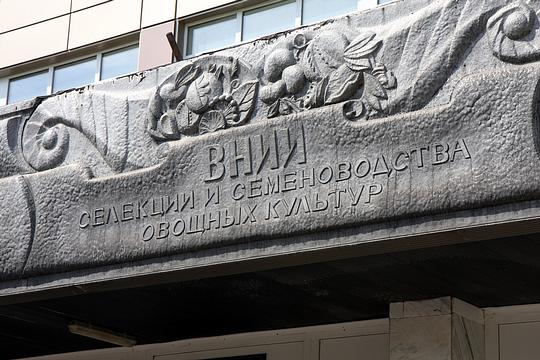 ВНИИ
СЕЛЕКЦИИ И СЕМЕНОВОДСТВА
ОВОЩНЫХ КУЛЬТУР